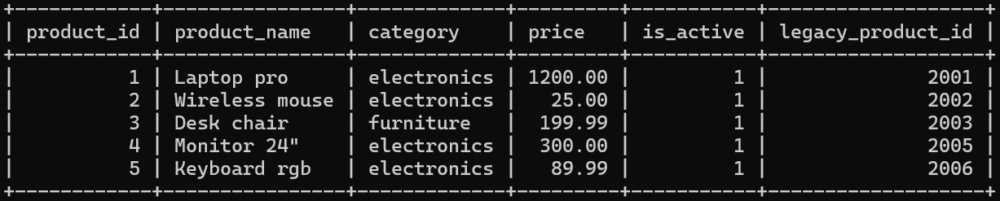 +------------+----------------+-------------+---------+-----------+-------------------+
| product_id | product_name   | category    | price   | is_active | legacy_product_id |
+------------+----------------+-------------+---------+-----------+-------------------+
|          1 | Laptop pro     | electronics | 1200.00 |         1 |              2001 |
|          2 | Wireless mouse | electronics |   25.00 |         1 |              2002 |
|          3 | Desk chair     | furniture   |  199.99 |         1 |              2003 |
|          4 | Monitor 24"    | electronics |  300.00 |         1 |              2005 |
|          5 | Keyboard rgb   | electronics |   89.99 |         1 |              2006 |
+------------+----------------+-------------+---------+-----------+-------------------+